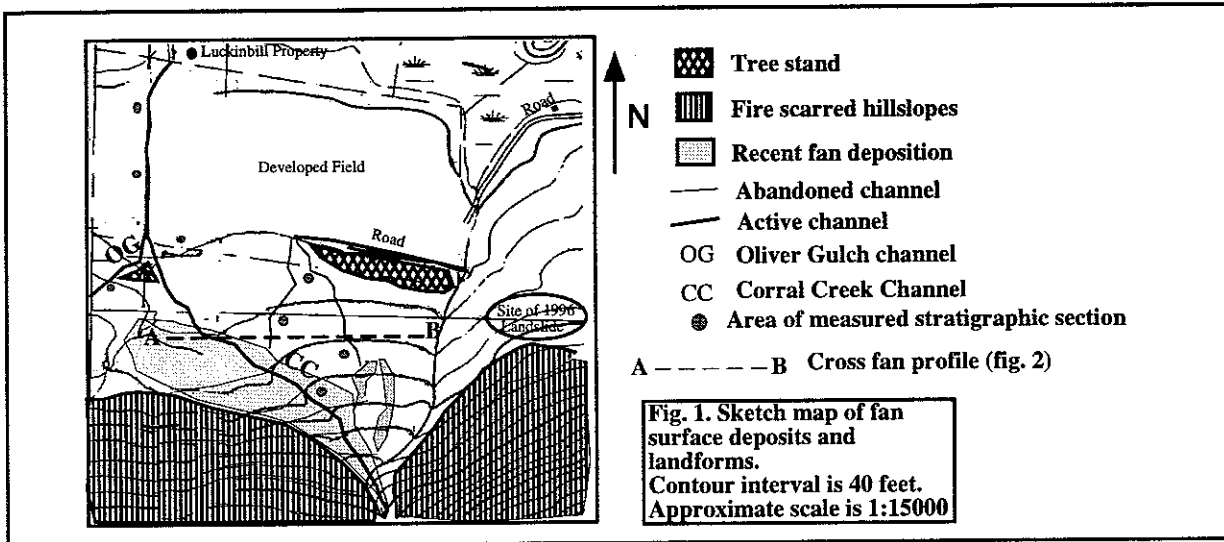 Luckinbill Property
Road
Developed Field
OG
Road
Site of 1996
Landslide
A
B
CC
N
Tree stand
Fire scarred hillslopes
Recent fan deposition
Abandoned channel
Active channel
OG Oliver Gulch channel
CC Corral Creek Channel
Area of measured stratigraphic section
A — — — — — B Cross fan profile (fig. 2)
Fig. 1. Sketch map of fan
surface deposits and
landforms.
Contour interval is 40 feet.
Approximate scale is 1:15000